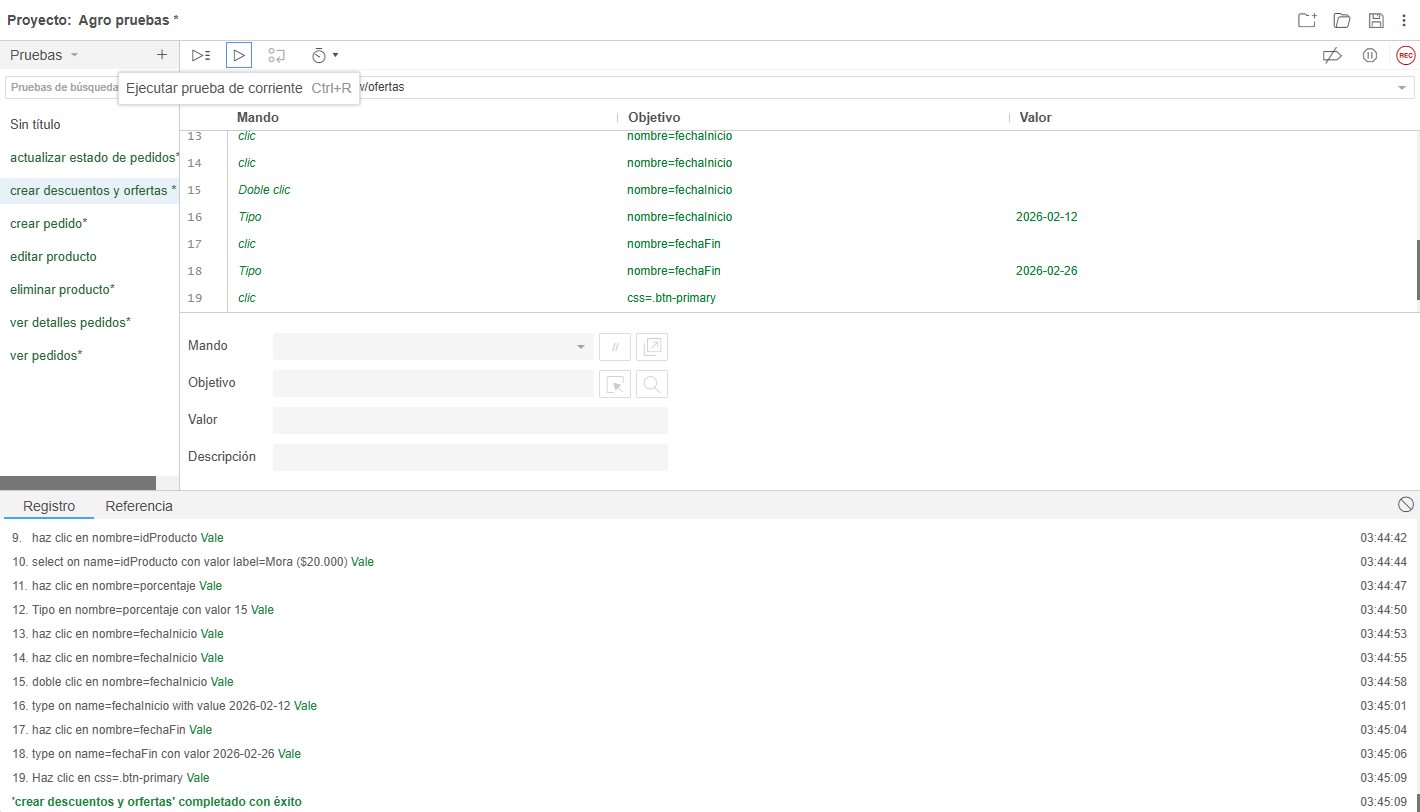 Proyecto: Agro pruebas *
Pruebas
Pruebas de búsqueda
Ejecutar prueba de corriente Ctrl+R
/ofertas
REC
Sin título
actualizar estado de pedidos*
crear descuentos y orfertas *
crear pedido*
editar producto
eliminar producto*
ver detalles pedidos*
ver pedidos*
Mando Objetivo Valor
13 clic nombre=fechaInicio
14 clic nombre=fechaInicio
15 Doble clic nombre=fechaInicio
16 Tipo nombre=fechaInicio 2026-02-12
17 clic nombre=fechaFin
18 Tipo nombre=fechaFin 2026-02-26
19 clic css=.btn-primary
Mando //
Objetivo
Valor
Descripción
Registro Referencia
9. haz clic en nombre=idProducto Vale 03:44:42
10. select on name=idProducto con valor label=Mora ($20.000) Vale 03:44:44
11. haz clic en nombre=porcentaje Vale 03:44:47
12. Tipo en nombre=porcentaje con valor 15 Vale 03:44:50
13. haz clic en nombre=fechaInicio Vale 03:44:53
14. haz clic en nombre=fechaInicio Vale 03:44:55
15. doble clic en nombre=fechaInicio Vale 03:44:58
16. type on name=fechaInicio with value 2026-02-12 Vale 03:45:01
17. haz clic en nombre=fechaFin Vale 03:45:04
18. type on name=fechaFin con valor 2026-02-26 Vale 03:45:06
19. Haz clic en css=.btn-primary Vale 03:45:09
'crear descuentos y orfertas' completado con éxito 03:45:09